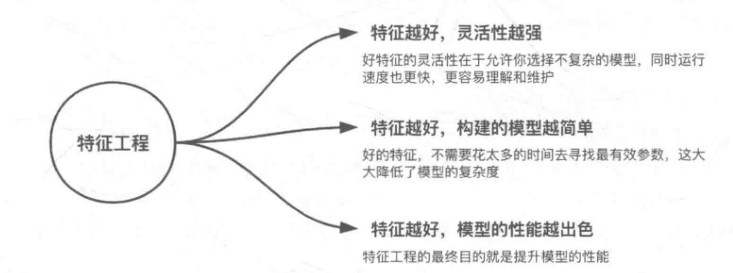 特征工程
特征越好，灵活性越强
好特征的灵活性在于允许你选择不复杂的模型，同时运行
速度也更快，更容易理解和维护
特征越好，构建的模型越简单
好的特征，不需要花太多的时间去寻找最有效参数，这大
大降低了模型的复杂度
特征越好，模型的性能越出色
特征工程的最终目的就是提升模型的性能